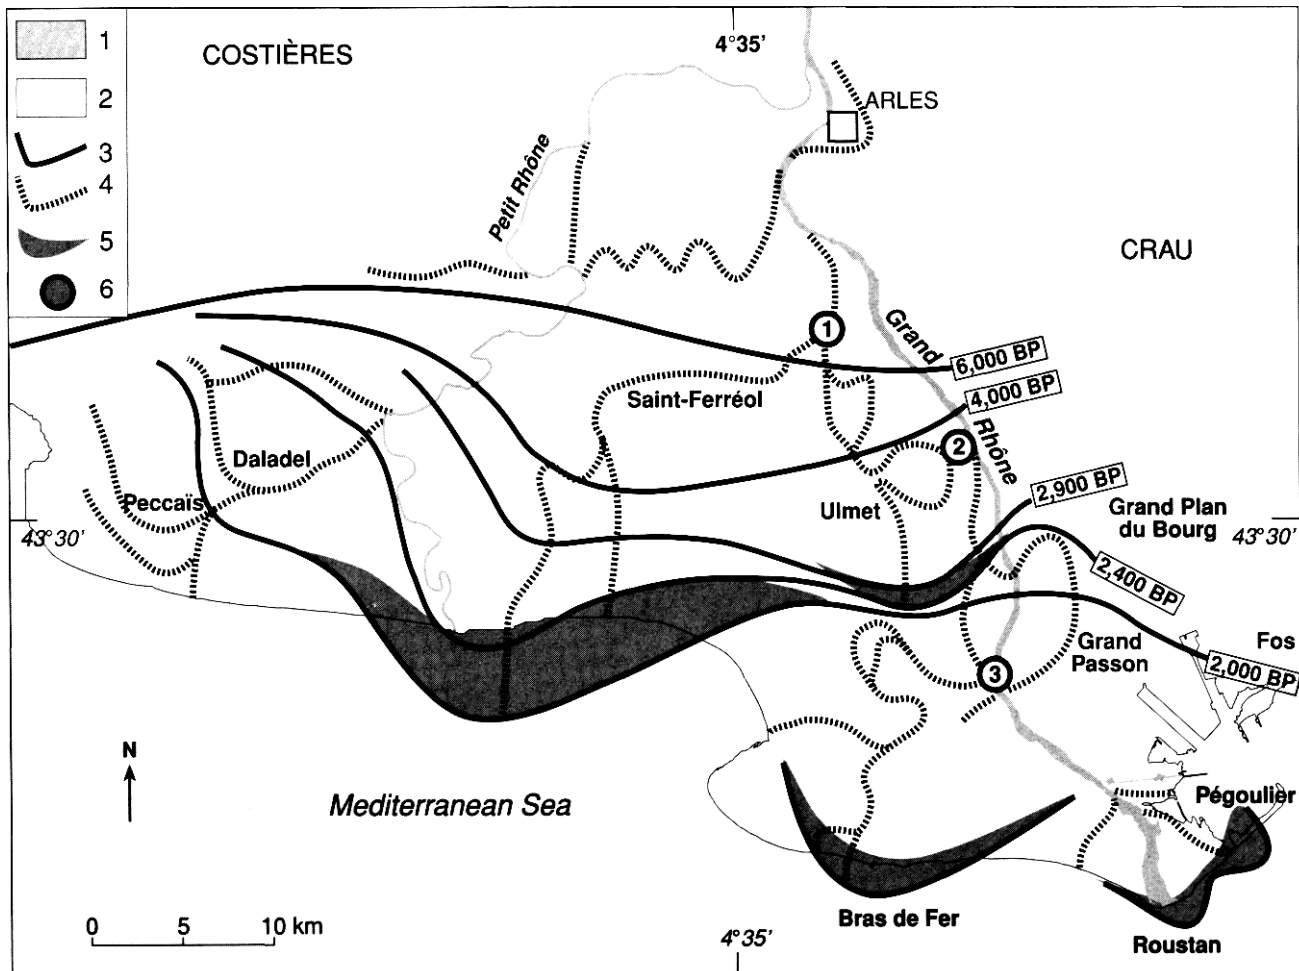 1
2
3
4
5
6
COSTIÈRES
4°35'
ARLES
Petit Rhône
CRAU
1
Grand
Rhône
6,000 BP
4,000 BP
Saint-Ferréol
2
Daladel
2,900 BP
Peccaïs
Ulmet
Grand Plan
du Bourg
43°30'
43°30'
2,400 BP
Grand
Passon
Fos
2,000 BP
3
N
Mediterranean Sea
Pégoulier
Bras de Fer
0 5 10 km
4°35'
Roustan